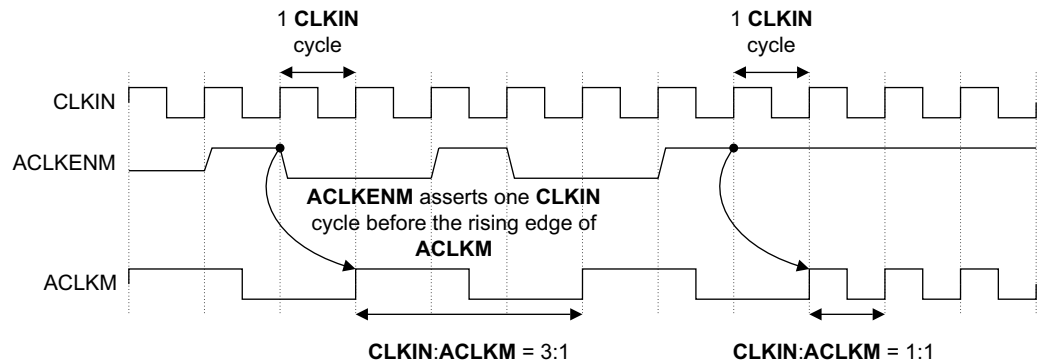 1 CLKIN
cycle
1 CLKIN
cycle
CLKIN
ACLKENM
ACLKENM asserts one CLKIN
cycle before the rising edge of
ACLKM
ACLKM
CLKIN:ACLKM = 3:1
CLKIN:ACLKM = 1:1